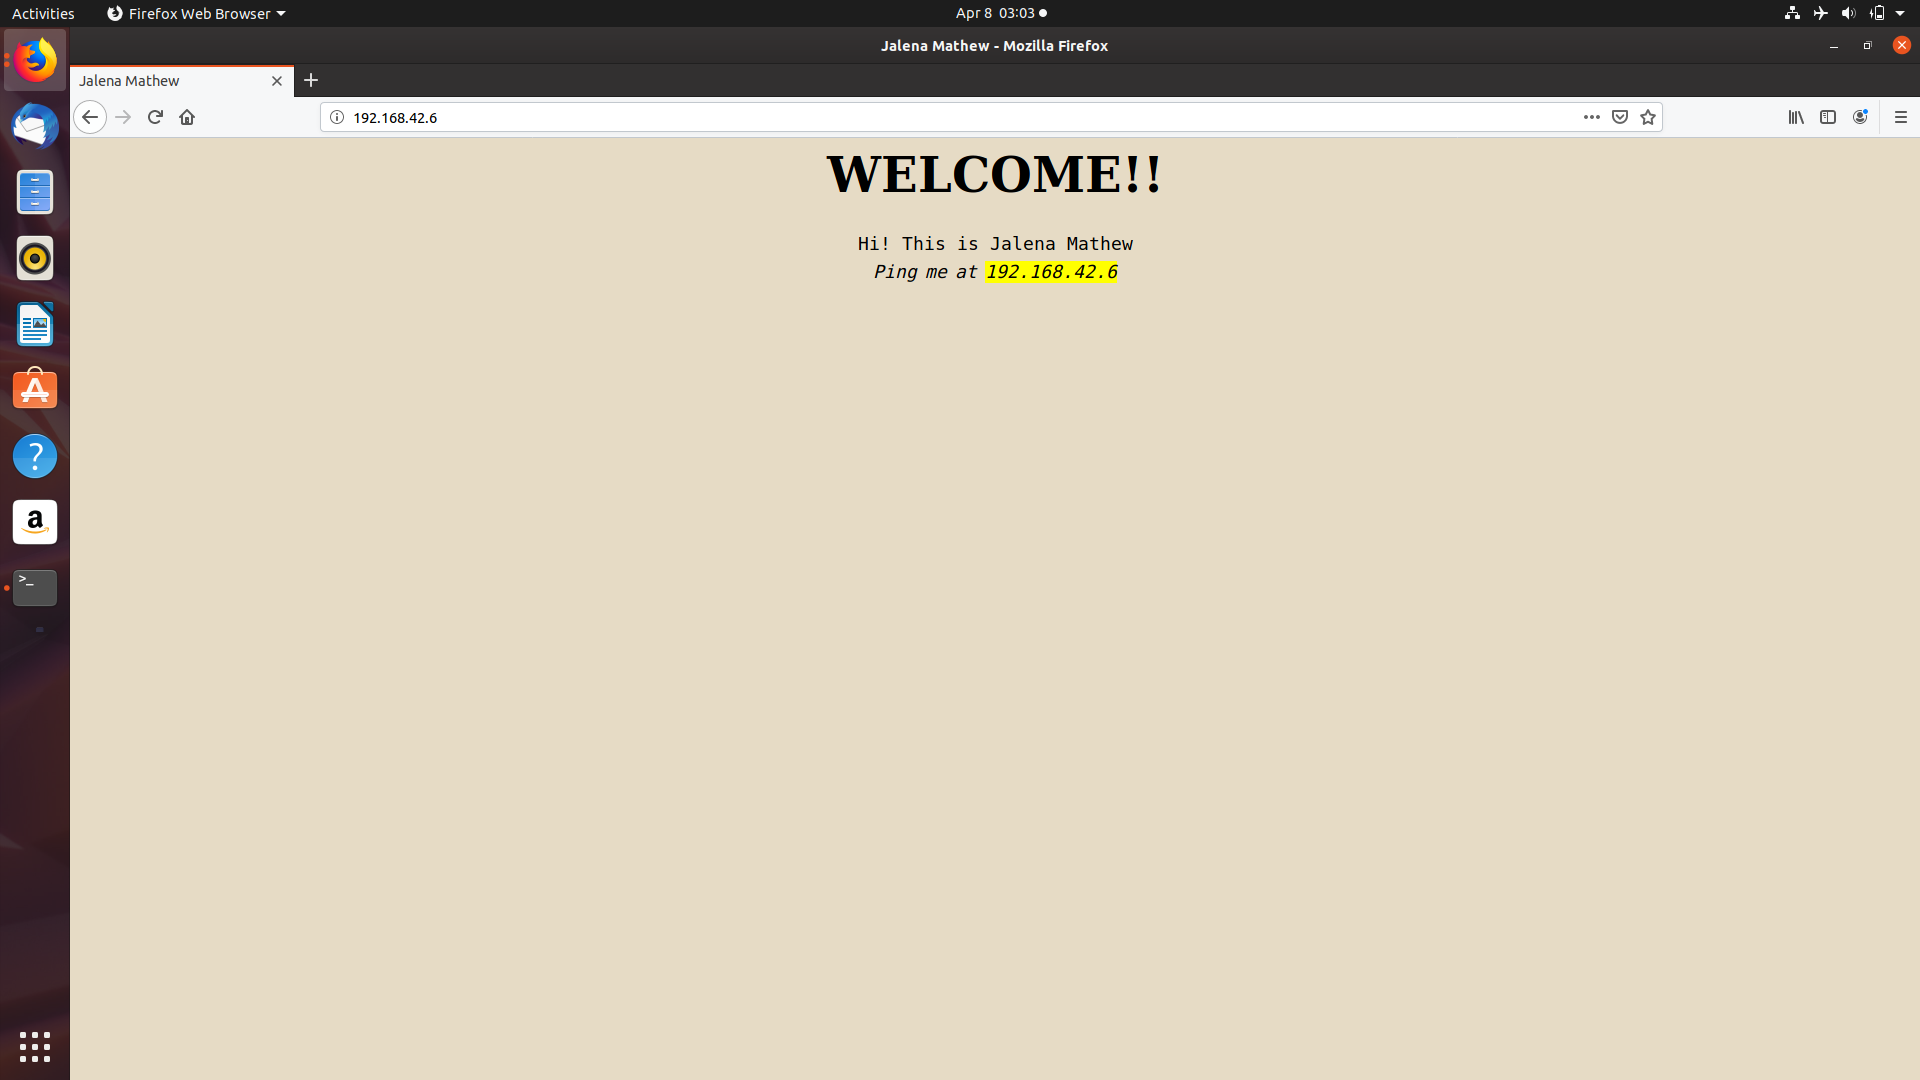 Activities
Firefox Web Browser
Apr 8 03:03
Jalena Mathew - Mozilla Firefox
Jalena Mathew
192.168.42.6
WELCOME!!
Hi! This is Jalena Mathew
Ping me at 192.168.42.6